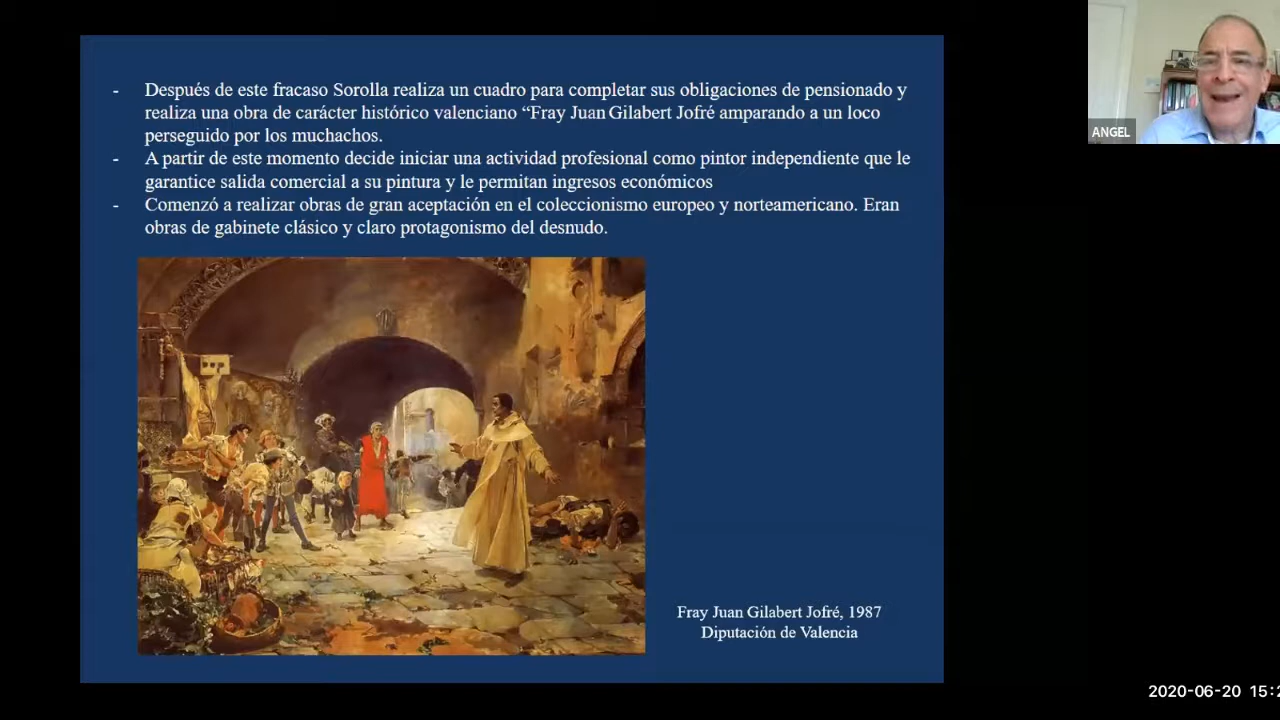 - Después de este fracaso Sorolla realiza un cuadro para completar sus obligaciones de pensionado y
realiza una obra de carácter histórico valenciano “Fray Juan Gilabert Jofré amparando a un loco
perseguido por los muchachos.
- A partir de este momento decide iniciar una actividad profesional como pintor independiente que le
garantice salida comercial a su pintura y le permitan ingresos económicos
- Comenzó a realizar obras de gran aceptación en el coleccionismo europeo y norteamericano. Eran
obras de gabinete clásico y claro protagonismo del desnudo.
ANGEL
Fray Juan Gilabert Jofré, 1987
Diputación de Valencia
2020-06-20 15:2